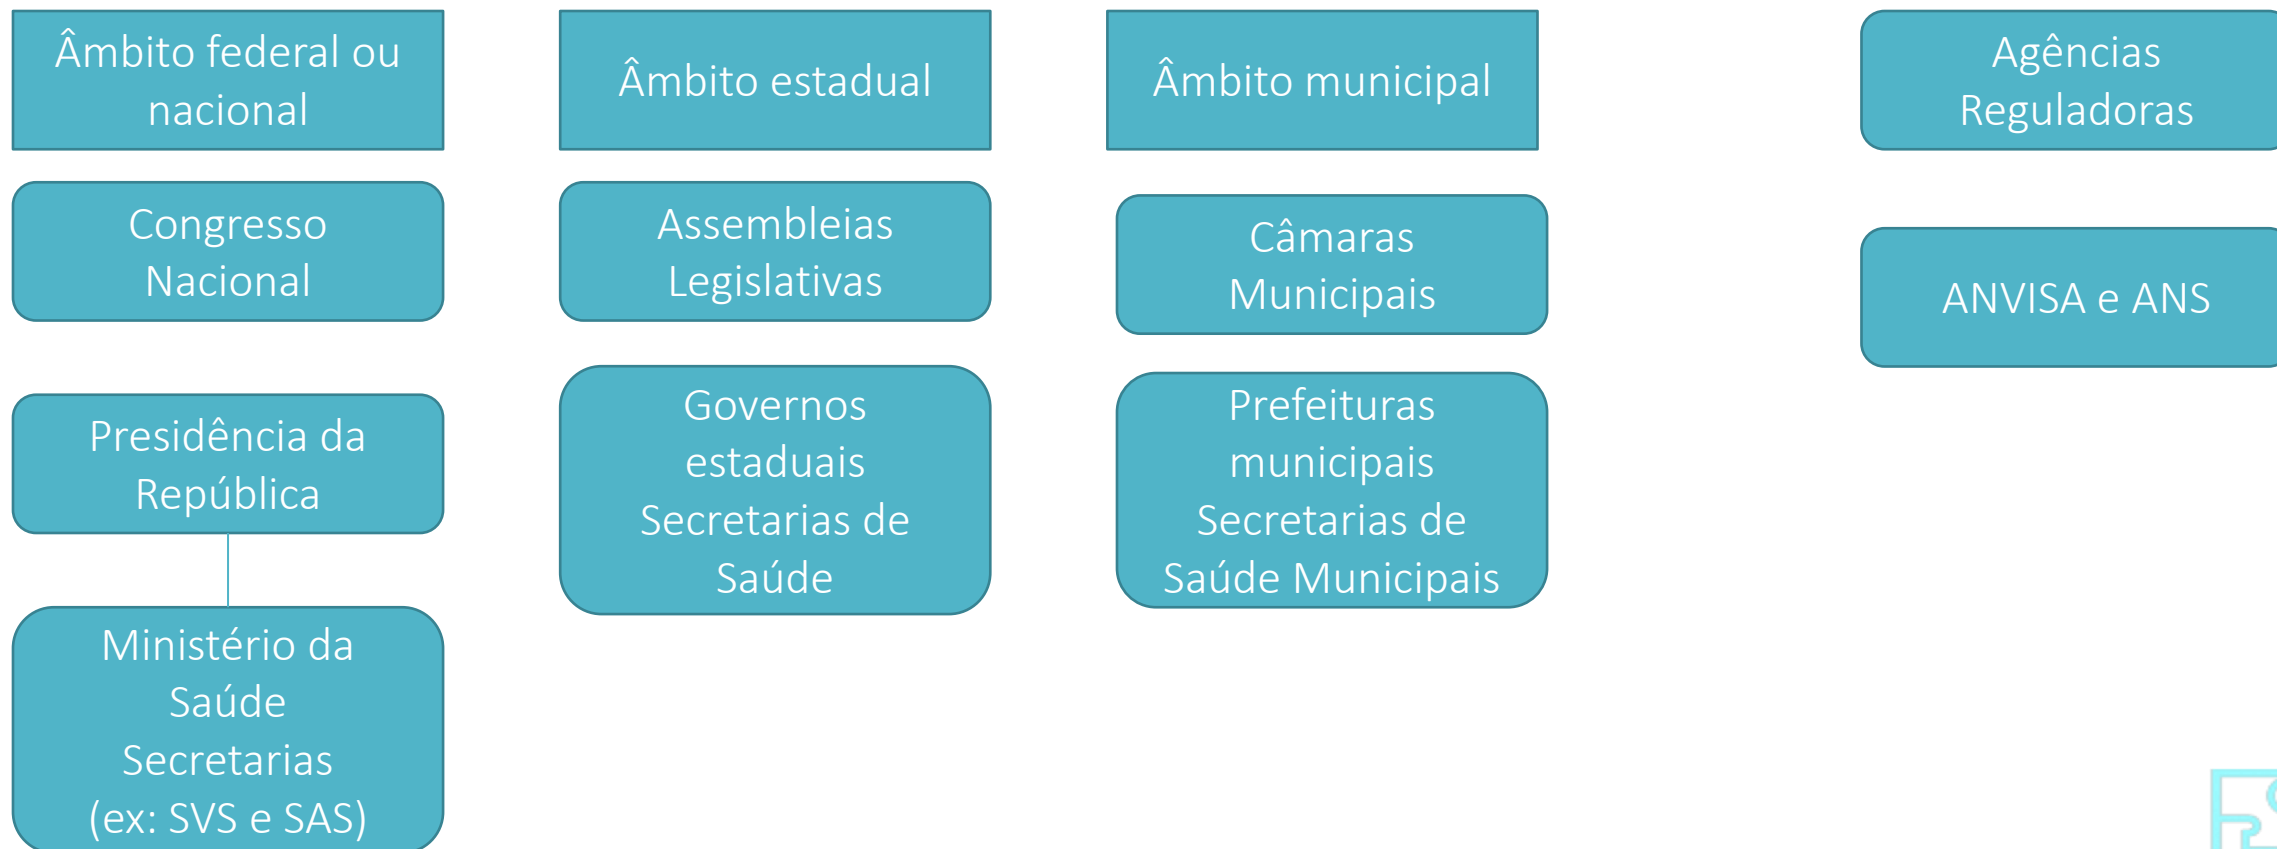 Âmbito federal ou
nacional
Congresso
Nacional
Presidência da
República
Ministério da
Saúde
Secretarias
(ex: SVS e SAS)
Âmbito estadual
Assembleias
Legislativas
Governos
estaduais
Secretarias de
Saúde
Âmbito municipal
Câmaras
Municipais
Prefeituras
municipais
Secretarias de
Saúde Municipais
Agências
Reguladoras
ANVISA e ANS